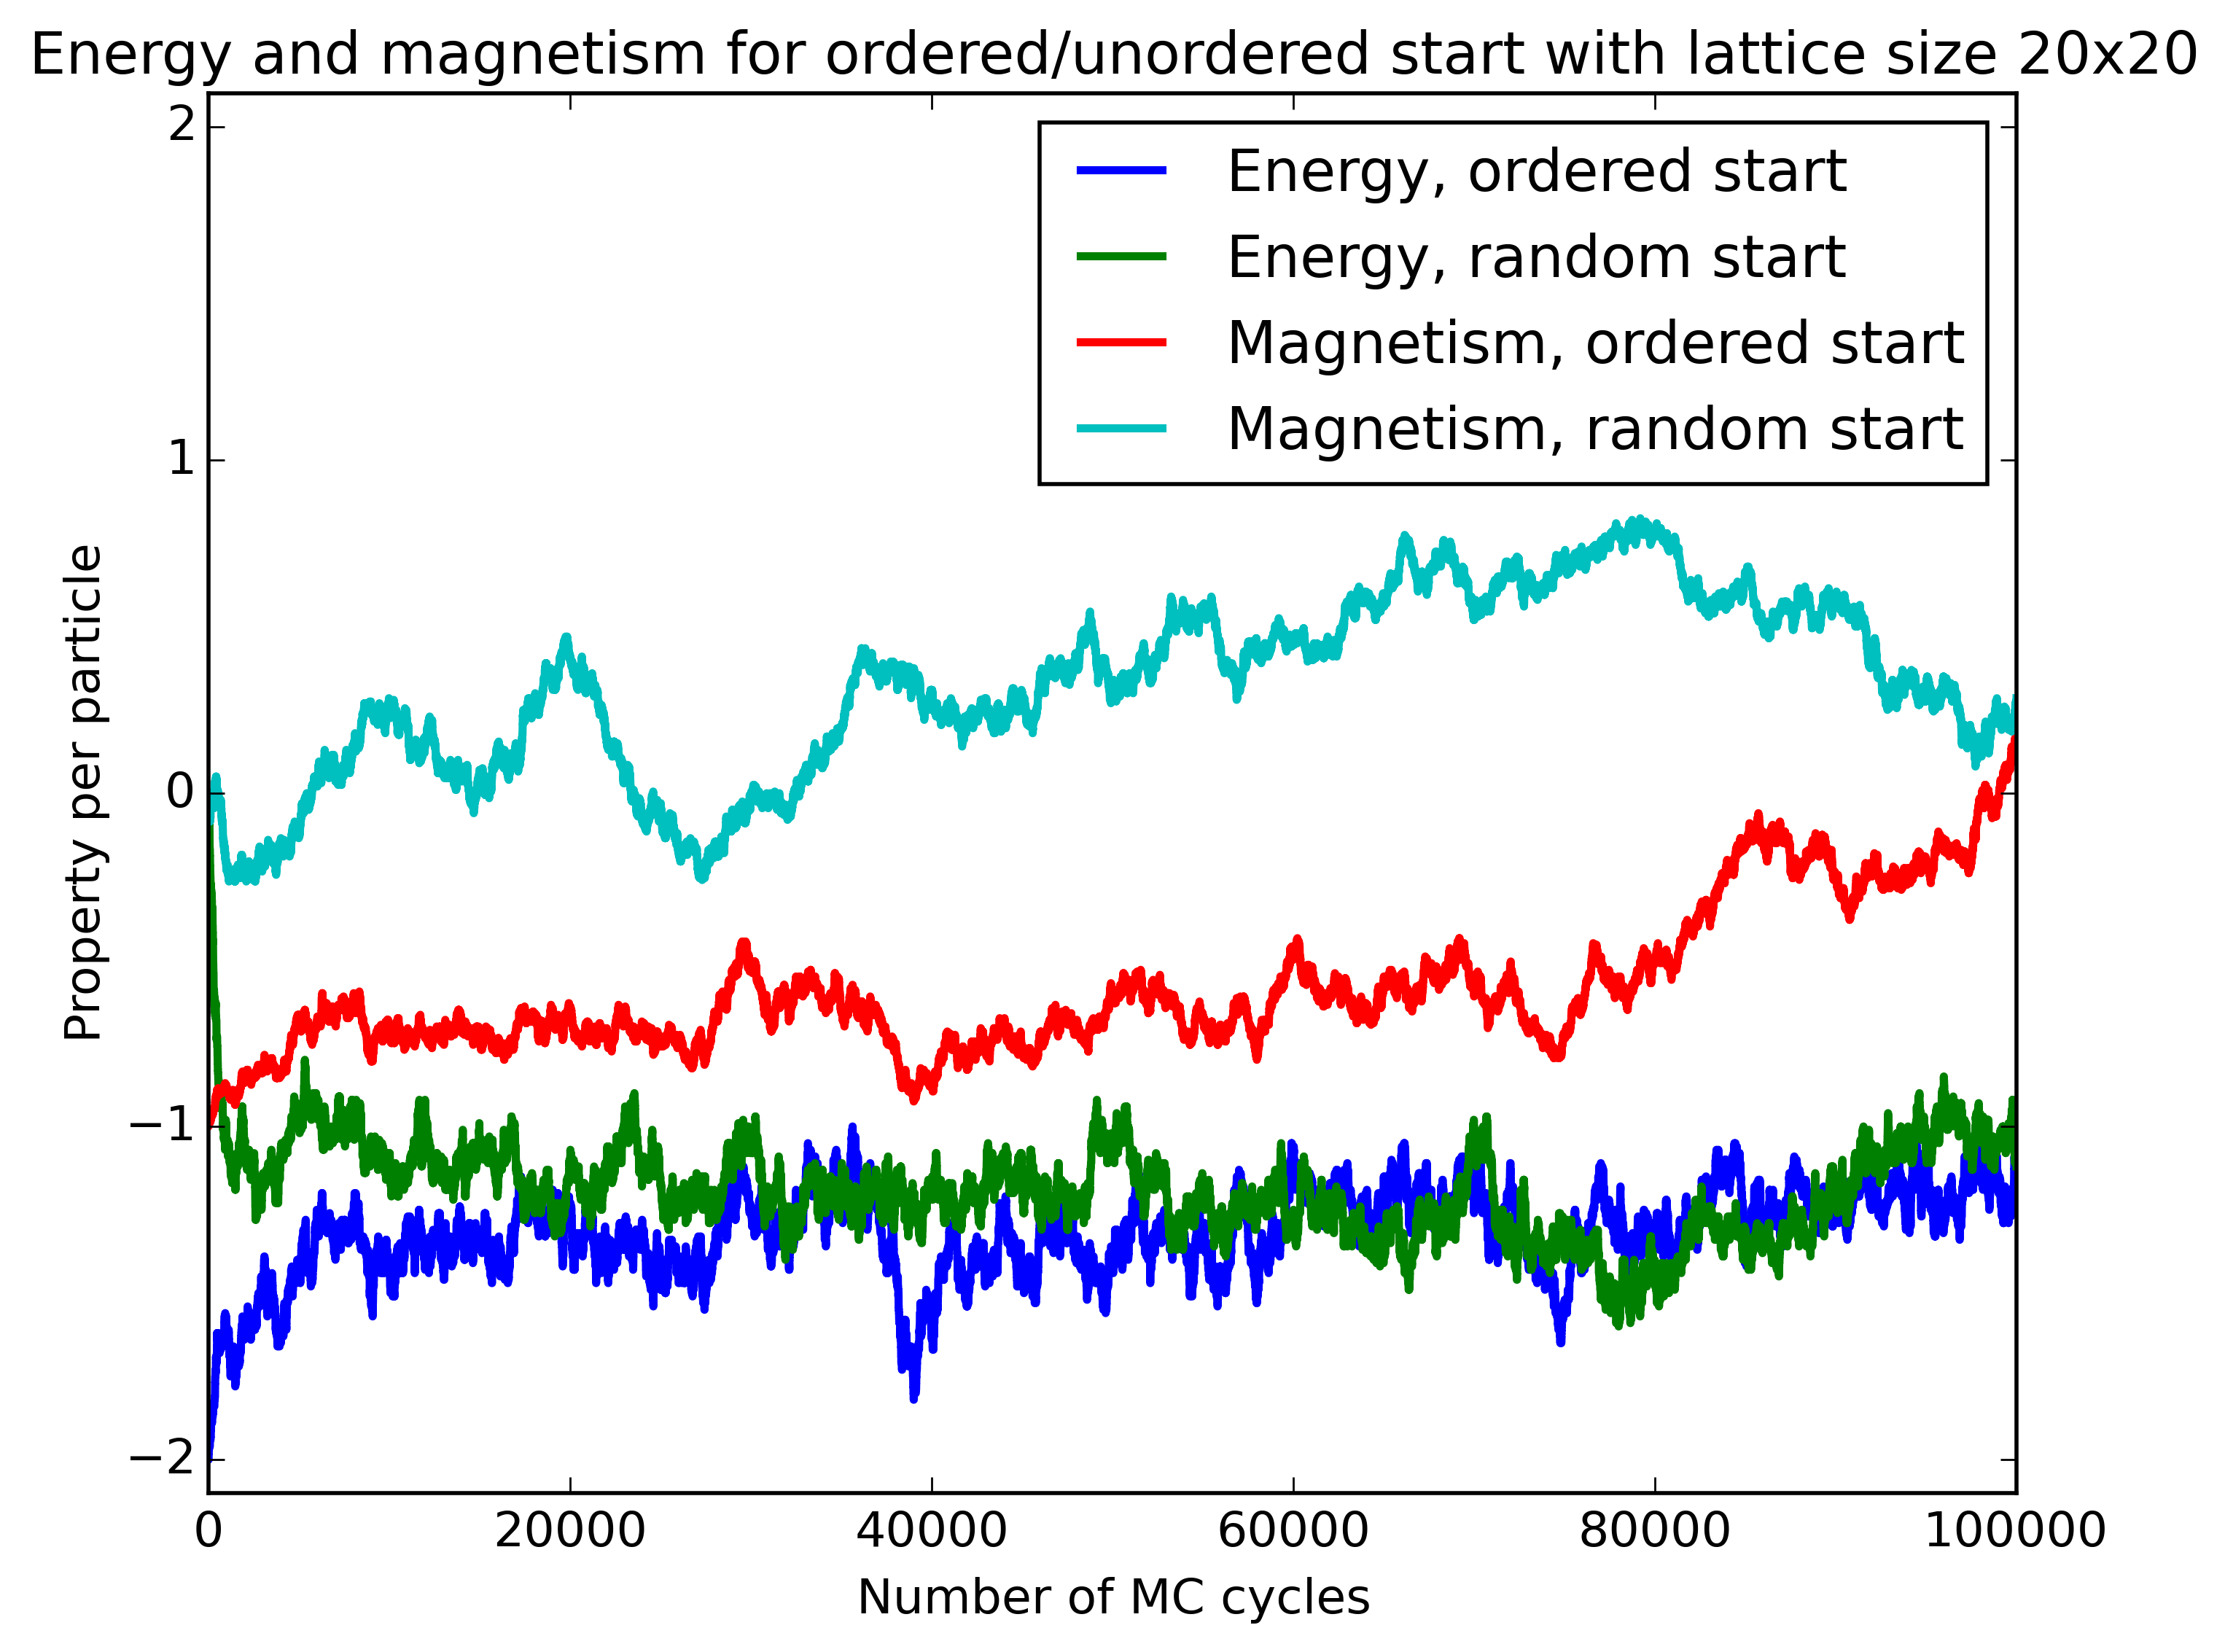 Energy and magnetism for ordered/unordered start with lattice size 20x20
Energy, ordered start
Energy, random start
Magnetism, ordered start
Magnetism, random start
2
1
0
−1
−2
Property per particle
0 20000 40000 60000 80000 100000
Number of MC cycles